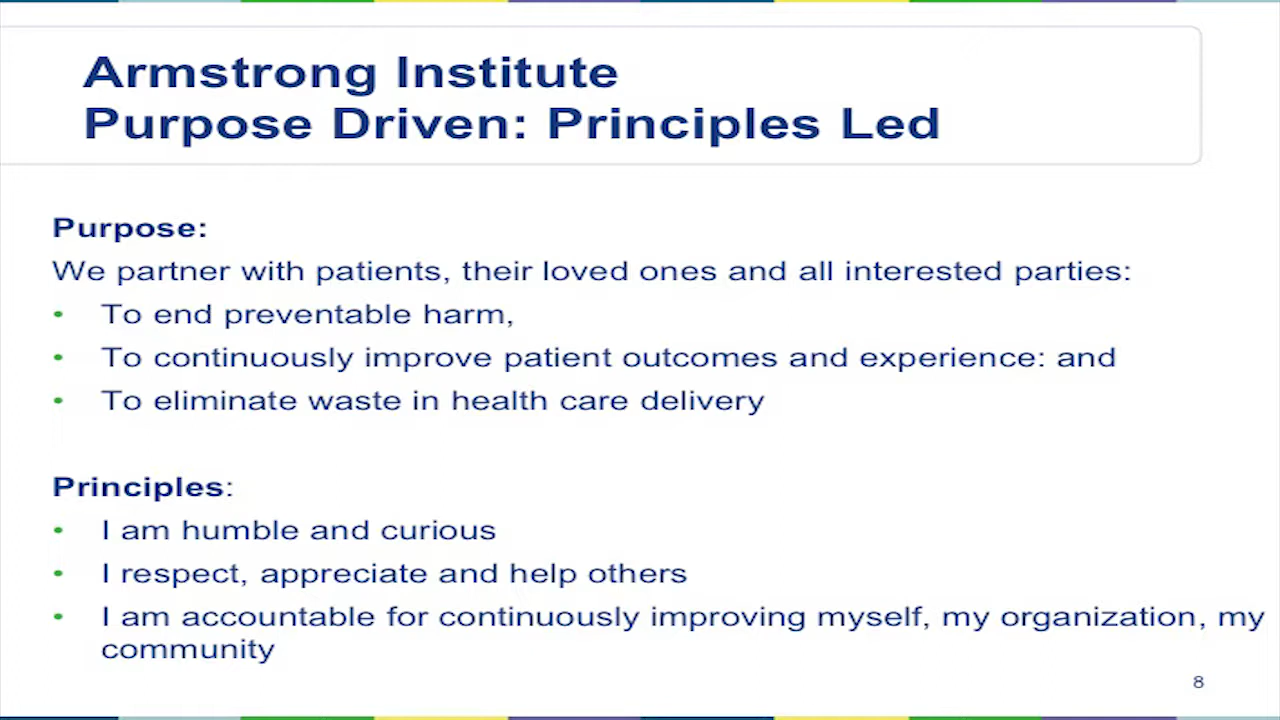 Armstrong Institute
Purpose Driven: Principles Led
Purpose:
We partner with patients, their loved ones and all interested parties:
• To end preventable harm,
• To continuously improve patient outcomes and experience: and
• To eliminate waste in health care delivery
Principles:
• I am humble and curious
• I respect, appreciate and help others
• I am accountable for continuously improving myself, my organization, my
community
8